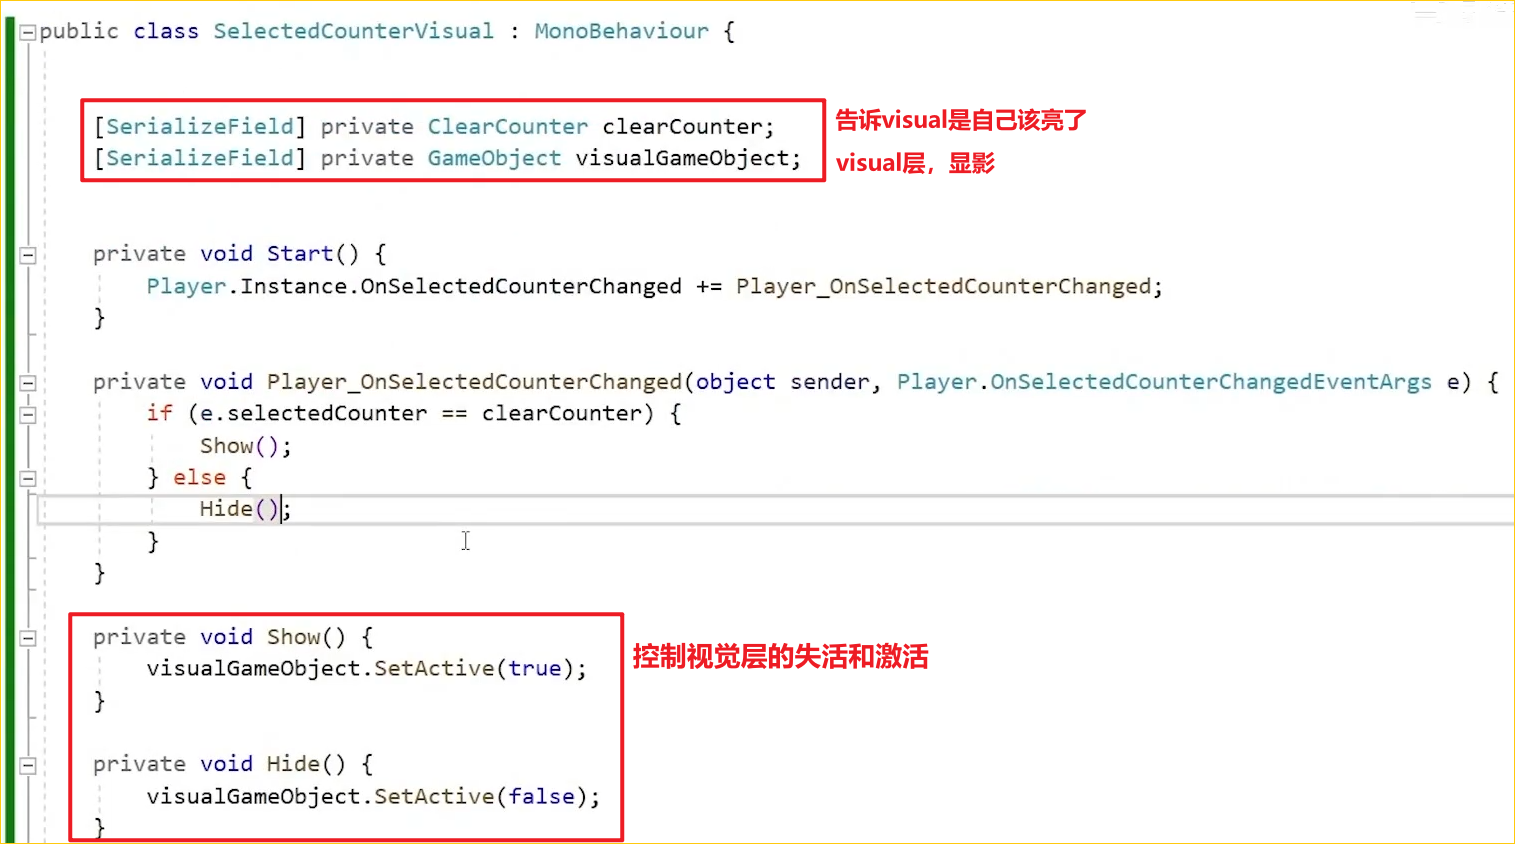 public class SelectedCounterVisual : MonoBehaviour {
[SerializeField] private ClearCounter clearCounter;
告诉visual是自己该亮了
[SerializeField] private GameObject visualGameObject;
visual层，显影
private void Start() {
Player.Instance.OnSelectedCounterChanged += Player_OnSelectedCounterChanged;
}
private void Player_OnSelectedCounterChanged(object sender, Player.OnSelectedCounterChangedEventArgs e) {
if (e.selectedCounter == clearCounter) {
Show();
} else {
Hide();
}
}
private void Show() {
visualGameObject.SetActive(true);
}
控制视觉层的失活和激活
private void Hide() {
visualGameObject.SetActive(false);
}